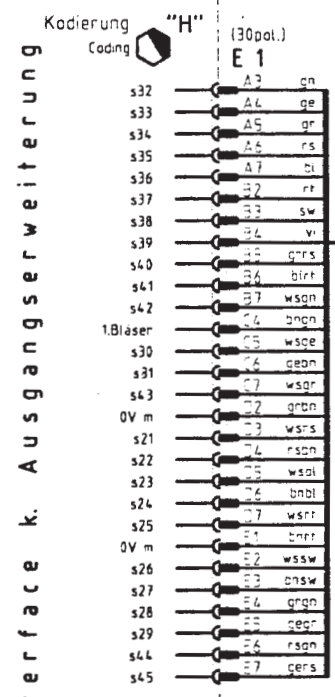 Kodierung "H"
Coding
(30pol.)
E 1
s32 A3 gn
s33 A4 ge
s34 A5 gr
s35 A6 rs
s36 A7 bl
s37 B2 rt
s38 B3 sw
s39 B4 vi
s40 B5 grrs
s41 B6 blrt
s42 B7 wsgn
1.Bläser C4 bngn
s30 C5 wsge
s31 C6 gebn
s43 C7 wsgr
0V m D2 grbn
s21 D3 wsrs
s22 D4 rsbn
s23 D5 wsbl
s24 D6 bnbl
s25 D7 wsrt
0V m E1 bnrt
s26 E2 wssw
s27 E3 bnsw
s28 E4 grgn
s29 E5 gegr
s44 E6 rsgn
s45 E7 gers
erface k. Ausgangserweiterung